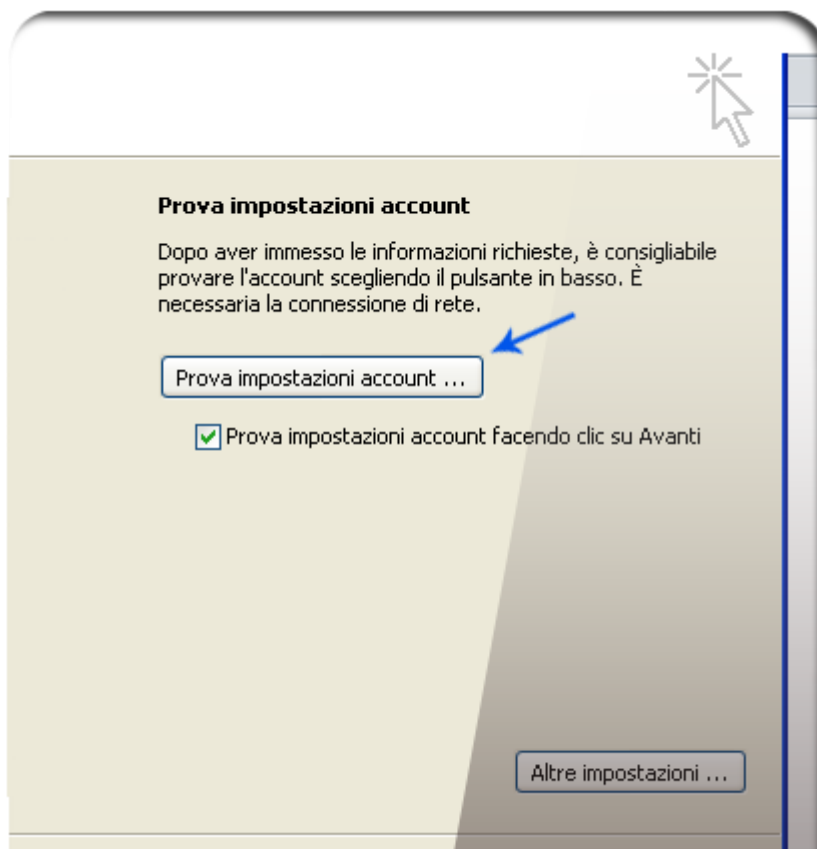 Prova impostazioni account
Dopo aver immesso le informazioni richieste, è consigliabile
provare l'account scegliendo il pulsante in basso. È
necessaria la connessione di rete.
Prova impostazioni account ...
Prova impostazioni account facendo clic su Avanti
Altre impostazioni ...